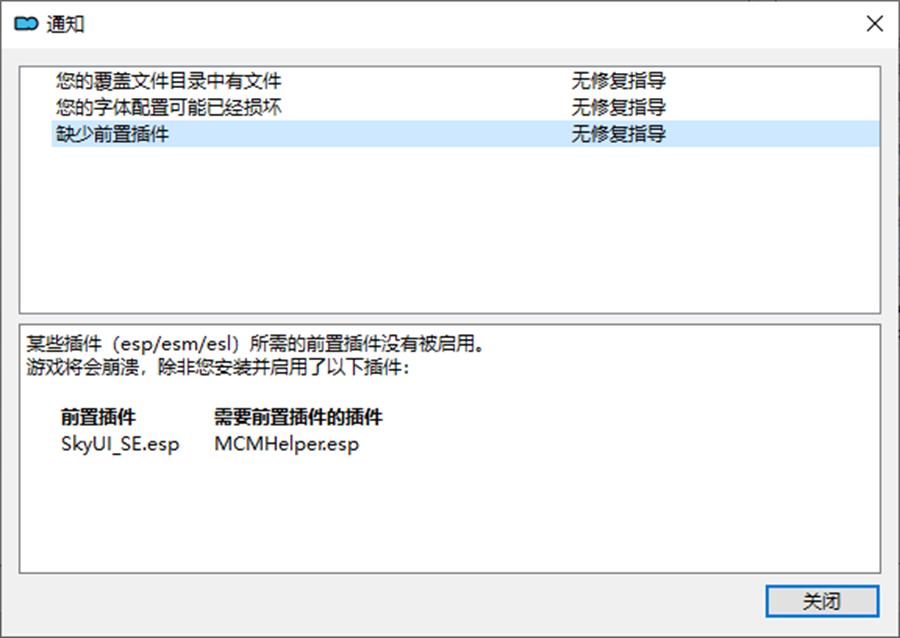 通知
您的覆盖文件目录中有文件 无修复指导
您的字体配置可能已经损坏 无修复指导
缺少前置插件 无修复指导
某些插件（esp/esm/esl）所需的前置插件没有被启用。
游戏将会崩溃，除非您安装并启用了以下插件：
前置插件 需要前置插件的插件
SkyUI_SE.esp MCMHelper.esp
关闭